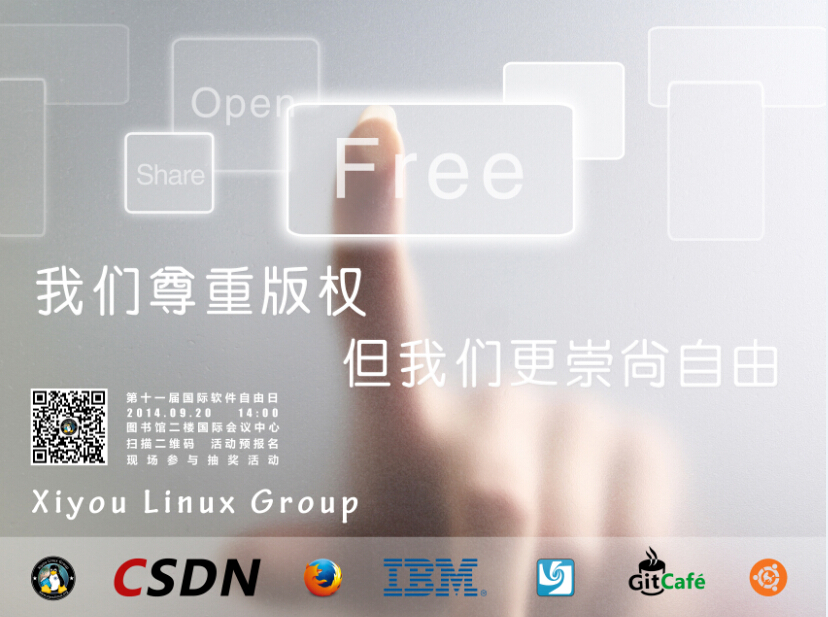 Open
Free
Share
我们尊重版权
但我们更崇尚自由
第十一届国际软件自由日
2014.09.20 14:00
图书馆二楼国际会议中心
扫描二维码 活动预报名
现场参与抽奖活动
Xiyou Linux Group
CSDN
IBM®
GitCafé